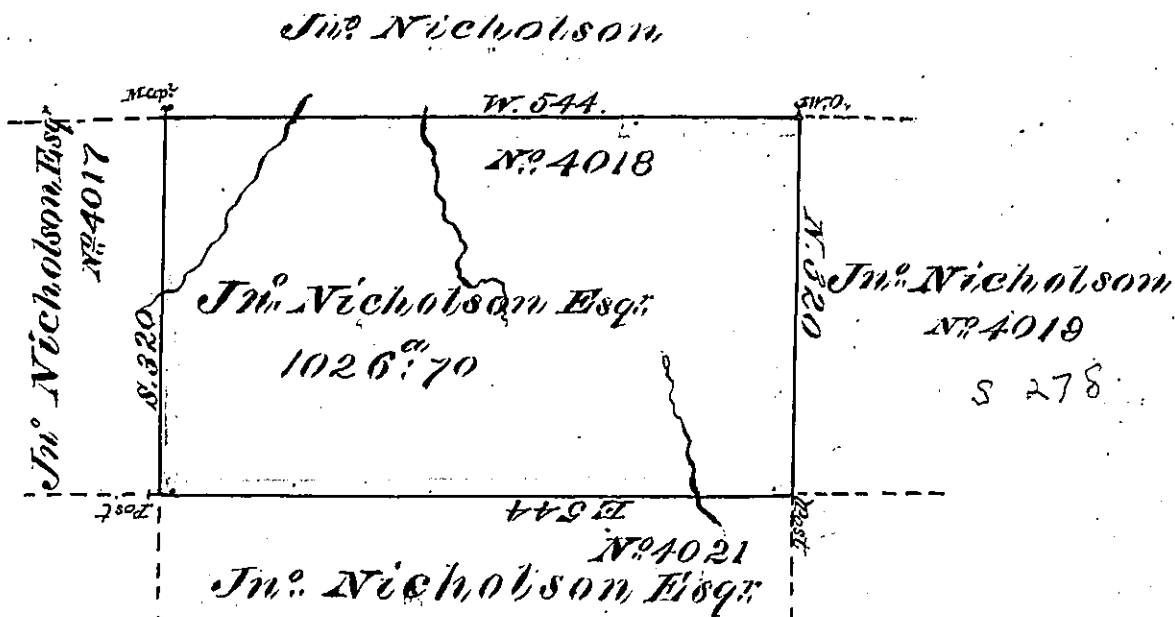 Jnº Nicholson
Maple
W. 544.
W.O.
Nº 4018
Jnº Nicholson Esqr
Nº 4017
N. 320
Jnº Nicholson
Nº 4019
S 278
Jnº Nicholson Esqr
1026ᵃ 70
S. 320
Post
E 544
Post
Nº 4021
Jnº Nicholson Esqr